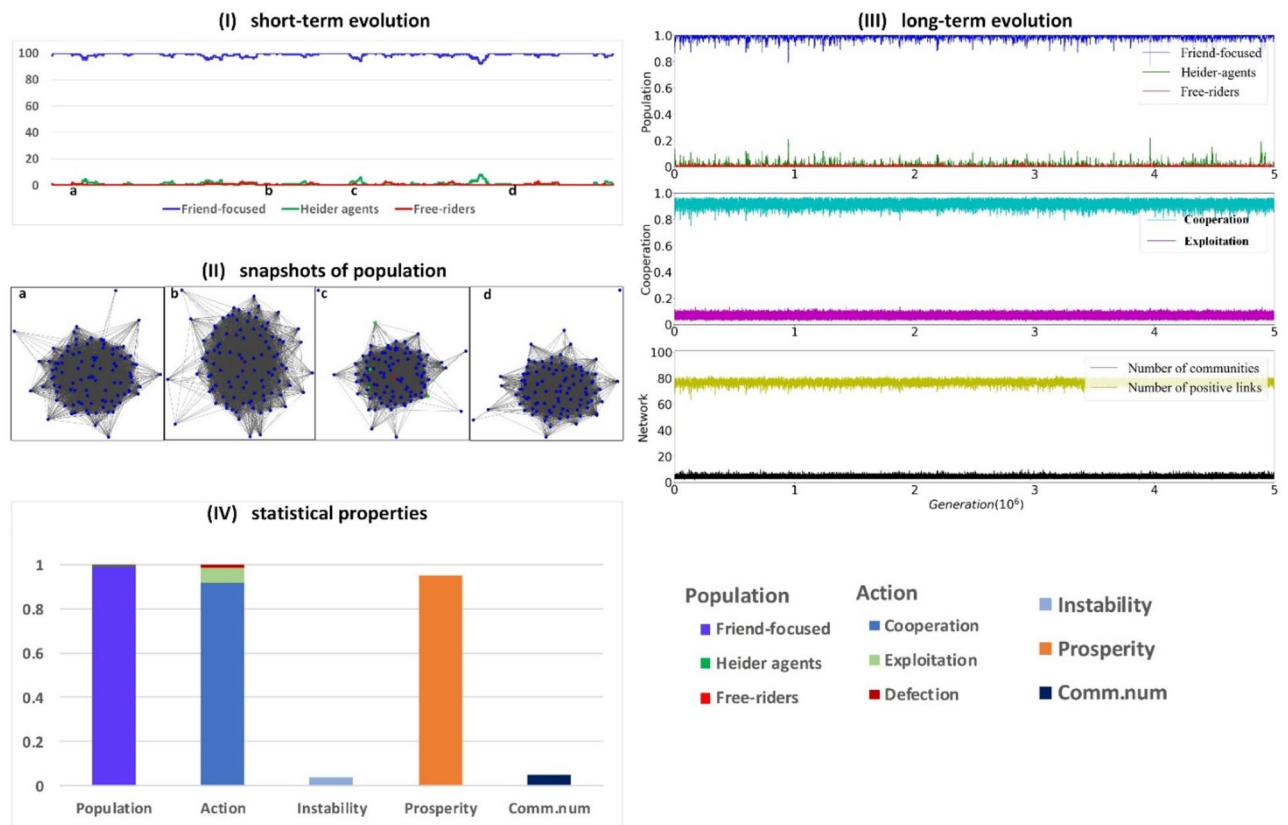 (I) short-term evolution
100
80
60
40
20
0
a b c d
Friend-focused Heider agents Free-riders
(II) snapshots of population
a b c d
(III) long-term evolution
Population
1.0
0.8
0.6
0.4
0.2
0
Friend-focused
Heider-agents
Free-riders
0 1 2 3 4 5
Cooperation
1.0
0.8
0.6
0.4
0.2
0
Cooperation
Exploitation
0 1 2 3 4 5
Network
100
80
60
40
20
0
Number of communities
Number of positive links
0 1 2 3 4 5
Generation(10⁶)
(IV) statistical properties
1
0.8
0.6
0.4
0.2
0
Population Action Instability Prosperity Comm.num
Population
Friend-focused
Heider agents
Free-riders
Action
Cooperation
Exploitation
Defection
Instability
Prosperity
Comm.num